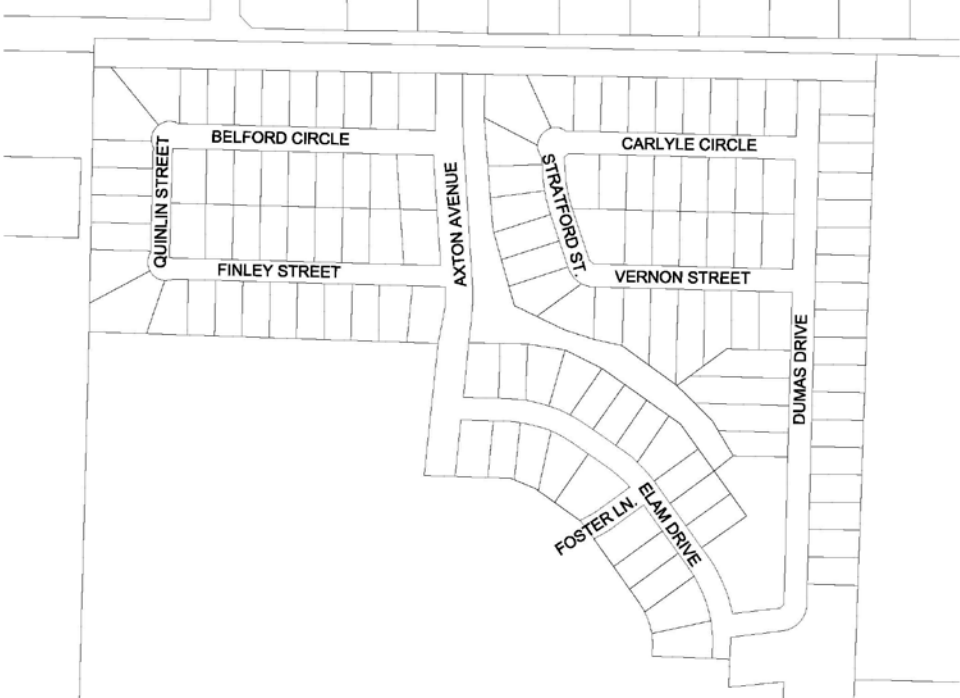 BELFORD CIRCLE
CARLYLE CIRCLE
QUINLIN STREET
AXTON AVENUE
STRATFORD ST.
FINLEY STREET
VERNON STREET
DUMAS DRIVE
FOSTER LN.
ELAM DRIVE